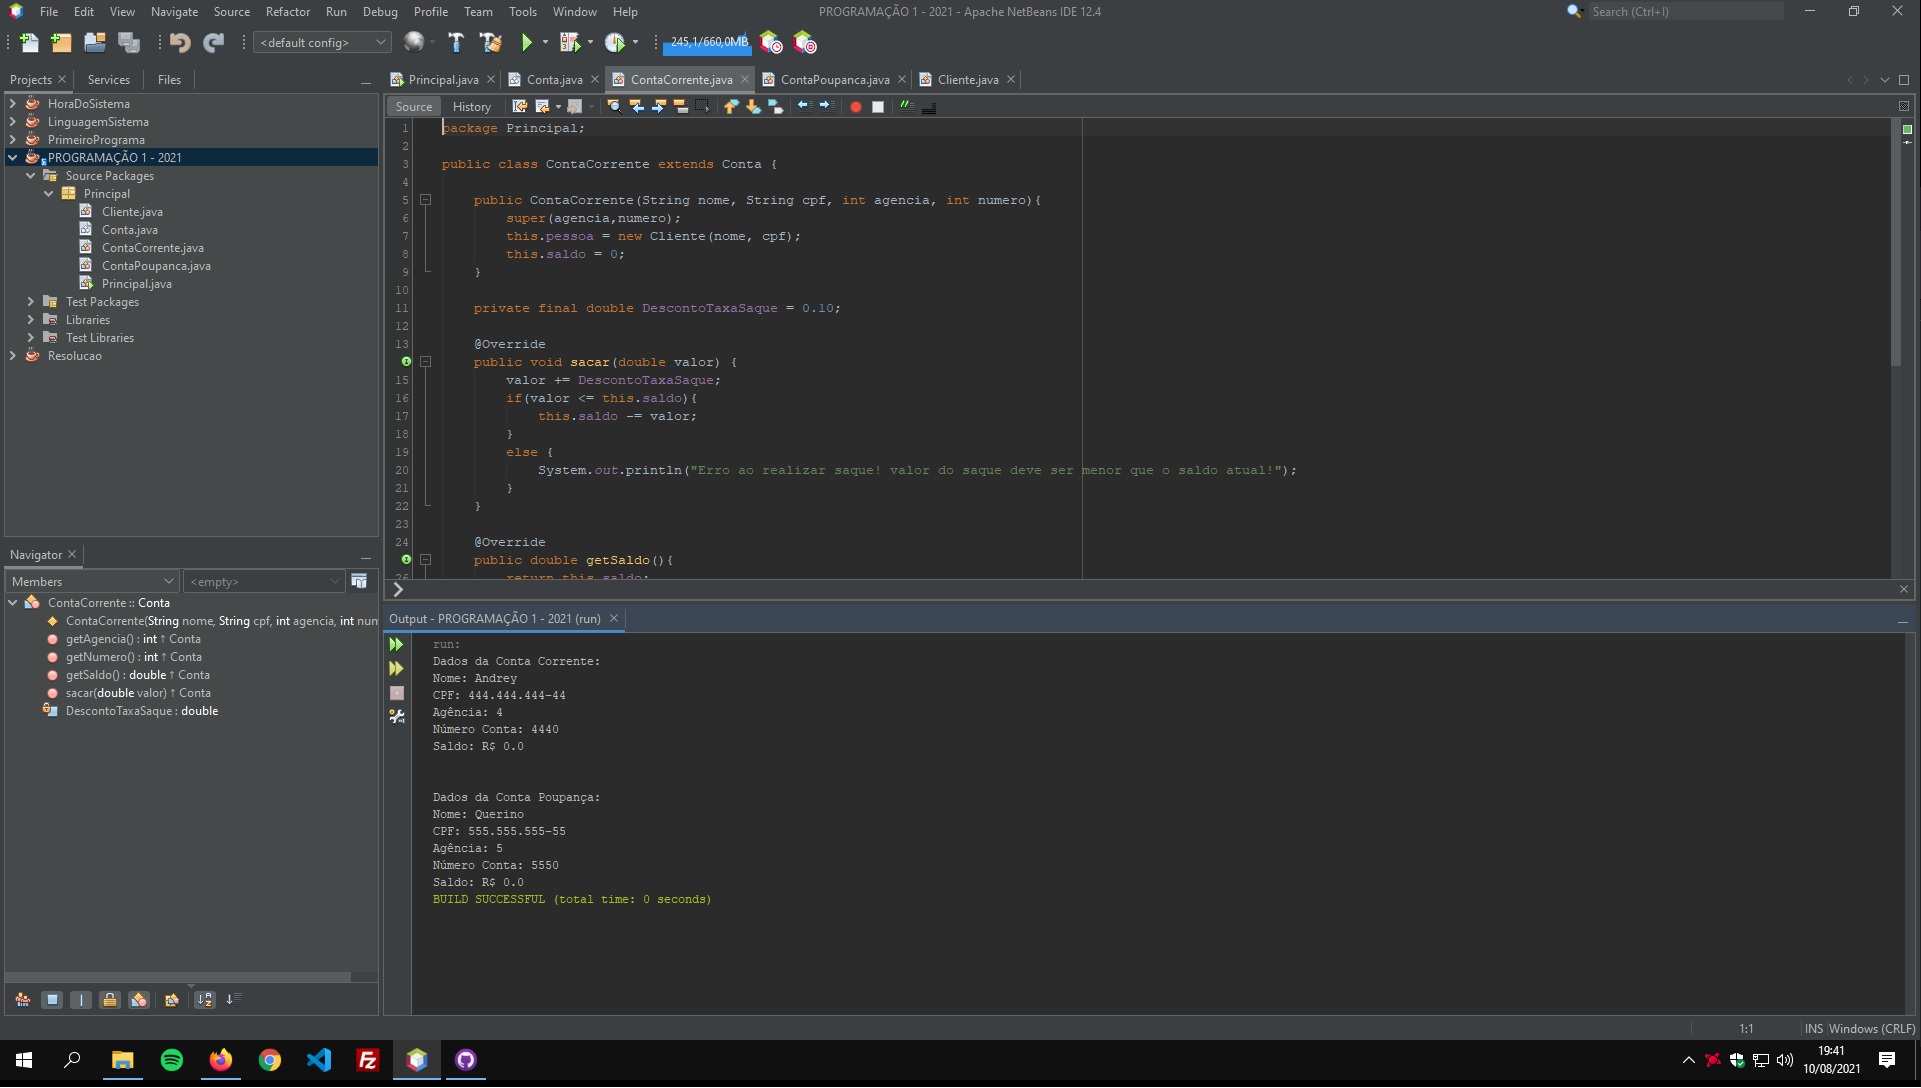 File Edit View Navigate Source Refactor Run Debug Profile Team Tools Window Help
PROGRAMAÇÃO 1 - 2021 - Apache NetBeans IDE 12.4
Search (Ctrl+I)
<default config>
245,1/660,0MB
Projects Services Files
HoraDoSistema
LinguagemSistema
PrimeiroPrograma
PROGRAMAÇÃO 1 - 2021
Source Packages
Principal
Cliente.java
Conta.java
ContaCorrente.java
ContaPoupanca.java
Principal.java
Test Packages
Libraries
Test Libraries
Resolucao
Navigator
Members
<empty>
ContaCorrente :: Conta
ContaCorrente(String nome, String cpf, int agencia, int num
getAgencia() : int ↑ Conta
getNumero() : int ↑ Conta
getSaldo() : double ↑ Conta
sacar(double valor) ↑ Conta
DescontoTaxaSaque : double
Principal.java Conta.java ContaCorrente.java ContaPoupanca.java Cliente.java
Source History
1 package Principal;
2
3 public class ContaCorrente extends Conta {
4
5 public ContaCorrente(String nome, String cpf, int agencia, int numero){
6 super(agencia,numero);
7 this.pessoa = new Cliente(nome, cpf);
8 this.saldo = 0;
9 }
10
11 private final double DescontoTaxaSaque = 0.10;
12
13 @Override
public void sacar(double valor) {
15 valor += DescontoTaxaSaque;
16 if(valor <= this.saldo){
17 this.saldo -= valor;
18 }
19 else {
20 System.out.println("Erro ao realizar saque! valor do saque deve ser menor que o saldo atual!");
21 }
22 }
23
24 @Override
public double getSaldo(){
26 return this.saldo;
Output - PROGRAMAÇÃO 1 - 2021 (run)
run:
Dados da Conta Corrente:
Nome: Andrey
CPF: 444.444.444-44
Agência: 4
Número Conta: 4440
Saldo: R$ 0.0
Dados da Conta Poupança:
Nome: Querino
CPF: 555.555.555-55
Agência: 5
Número Conta: 5550
Saldo: R$ 0.0
BUILD SUCCESSFUL (total time: 0 seconds)
1:1 INS Windows (CRLF)
19:41
10/08/2021